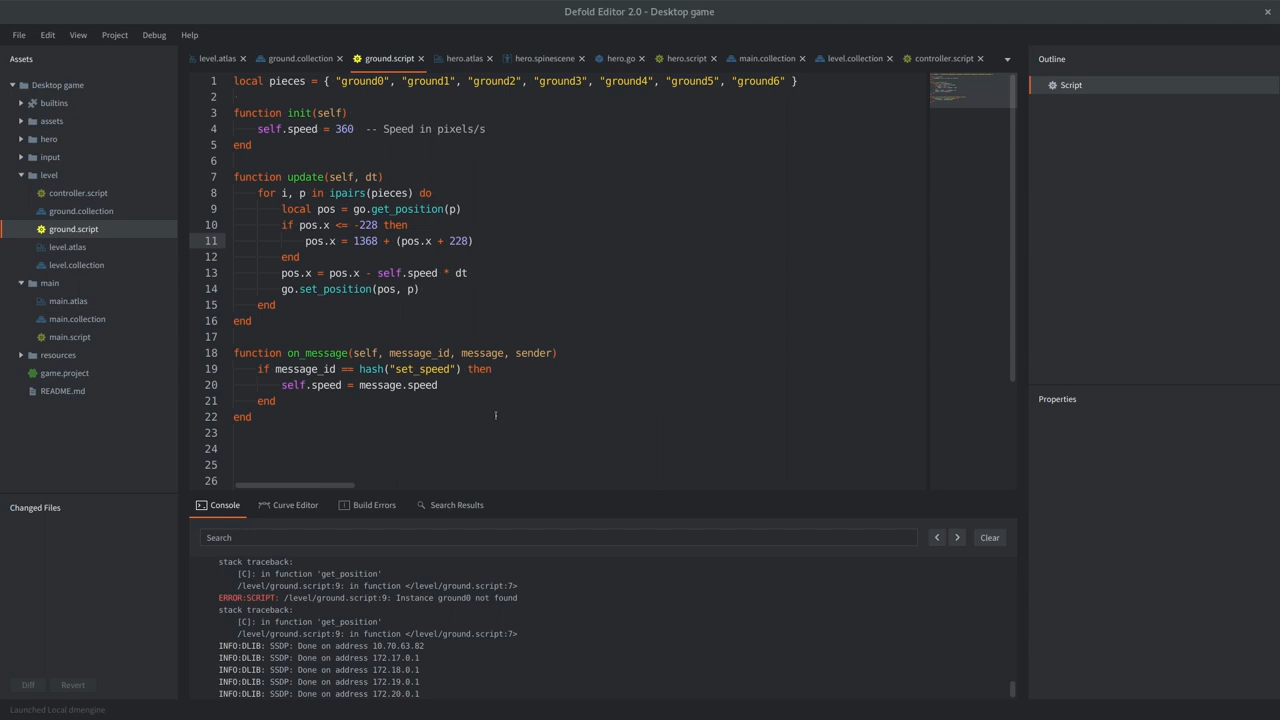 Defold Editor 2.0 - Desktop game
File Edit View Project Debug Help
Assets
Desktop game
builtins
assets
hero
input
level
controller.script
ground.collection
ground.script
level.atlas
level.collection
main
main.atlas
main.collection
main.script
resources
game.project
README.md
Changed Files
Diff Revert
level.atlas ground.collection ground.script hero.atlas hero.spinescene hero.go hero.script main.collection level.collection controller.script
1 local pieces = { "ground0", "ground1", "ground2", "ground3", "ground4", "ground5", "ground6" }
2
3 function init(self)
4 self.speed = 360 -- Speed in pixels/s
5 end
6
7 function update(self, dt)
8 for i, p in ipairs(pieces) do
9 local pos = go.get_position(p)
10 if pos.x <= -228 then
11 pos.x = 1368 + (pos.x + 228)
12 end
13 pos.x = pos.x - self.speed * dt
14 go.set_position(pos, p)
15 end
16 end
17
18 function on_message(self, message_id, message, sender)
19 if message_id == hash("set_speed") then
20 self.speed = message.speed
21 end
22 end
23
24
25
26
Console Curve Editor Build Errors Search Results
Search Clear
stack traceback:
[C]: in function 'get_position'
/level/ground.script:9: in function </level/ground.script:7>
ERROR:SCRIPT: /level/ground.script:9: Instance ground0 not found
stack traceback:
[C]: in function 'get_position'
/level/ground.script:9: in function </level/ground.script:7>
INFO:DLIB: SSDP: Done on address 10.70.63.82
INFO:DLIB: SSDP: Done on address 172.17.0.1
INFO:DLIB: SSDP: Done on address 172.18.0.1
INFO:DLIB: SSDP: Done on address 172.19.0.1
INFO:DLIB: SSDP: Done on address 172.20.0.1
Outline
Script
Properties
Launched Local dmengine